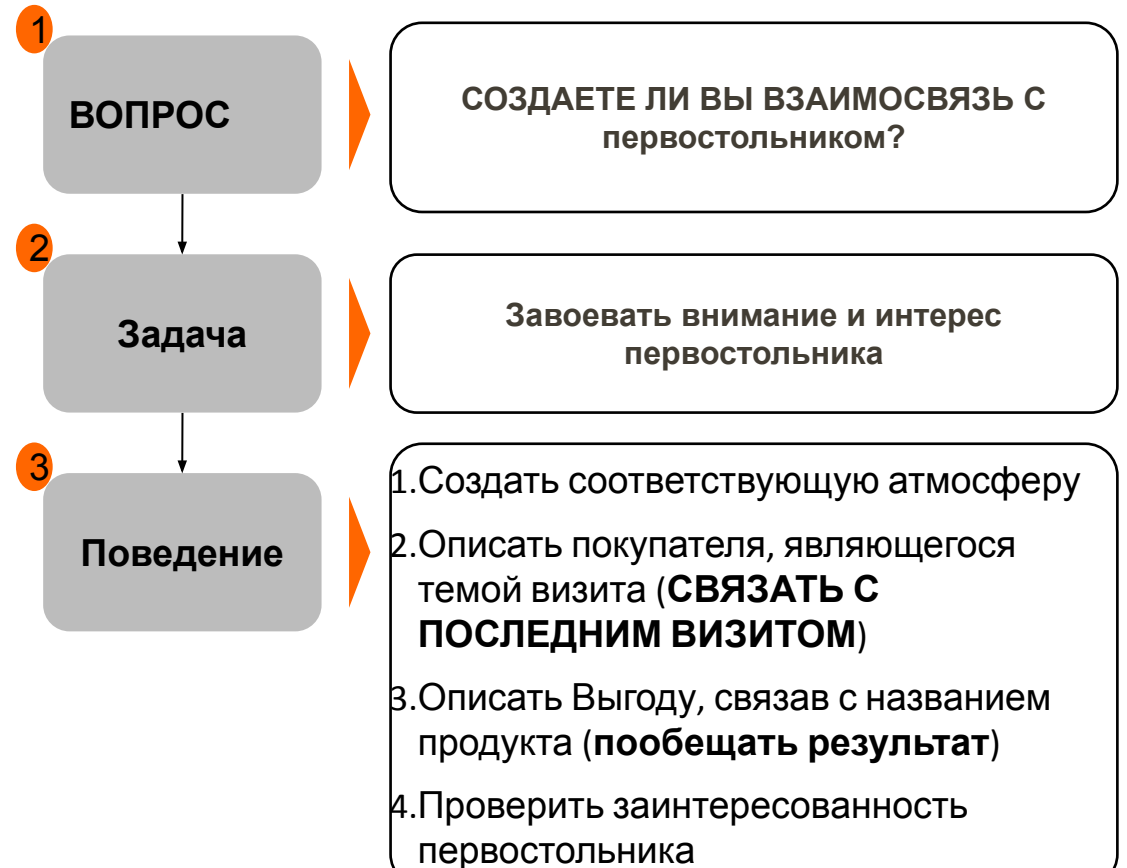 1
ВОПРОС
СОЗДАЕТЕ ЛИ ВЫ ВЗАИМОСВЯЗЬ С
первостольником?
2
Задача
Завоевать внимание и интерес
первостольника
3
Поведение
1.Создать соответствующую атмосферу
2.Описать покупателя, являющегося
темой визита (СВЯЗАТЬ С
ПОСЛЕДНИМ ВИЗИТОМ)
3.Описать Выгоду, связав с названием
продукта (пообещать результат)
4.Проверить заинтересованность
первостольника